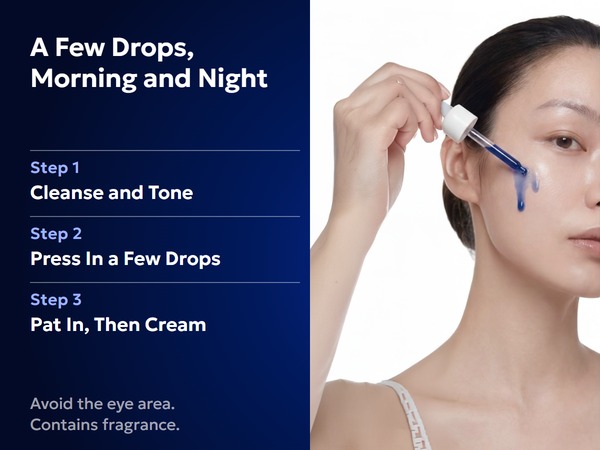 A Few Drops,
Morning and Night
Step 1
Cleanse and Tone
Step 2
Press In a Few Drops
Step 3
Pat In, Then Cream
Avoid the eye area.
Contains fragrance.